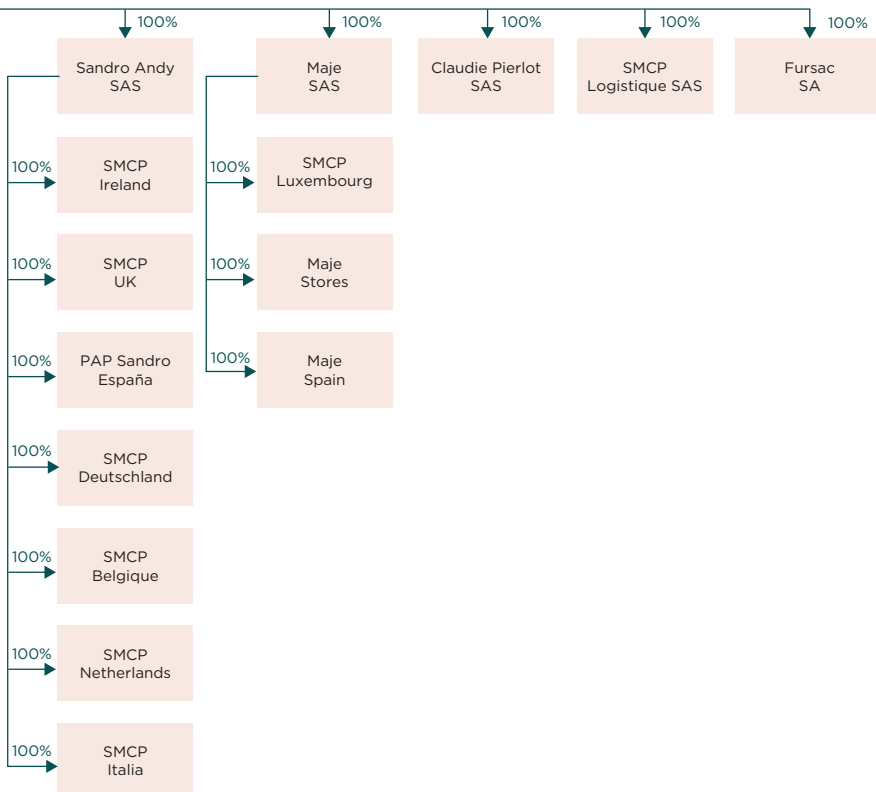 100%
100%
100%
100%
100%
Sandro Andy
SAS
Maje
SAS
Claudie Pierlot
SAS
SMCP
Logistique SAS
Fursac
SA
100%
SMCP
Ireland
100%
SMCP
Luxembourg
100%
SMCP
UK
100%
Maje
Stores
100%
PAP Sandro
España
100%
Maje
Spain
100%
SMCP
Deutschland
100%
SMCP
Belgique
100%
SMCP
Netherlands
100%
SMCP
Italia